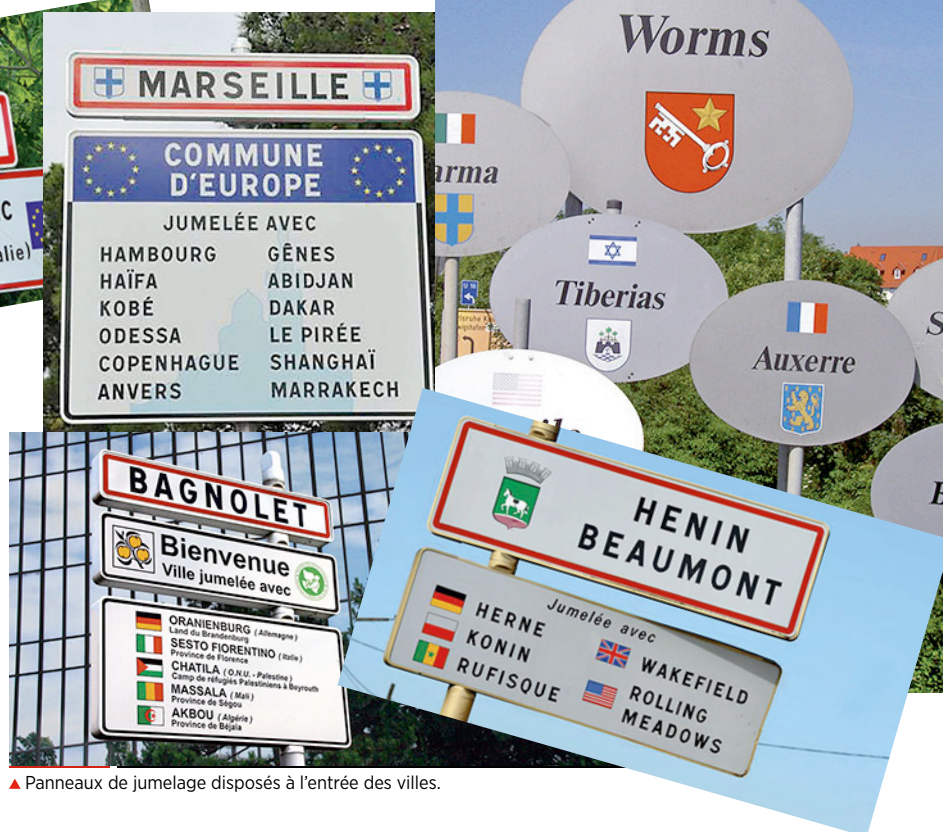 C
alie)
MARSEILLE
COMMUNE
D'EUROPE
JUMELÉE AVEC
HAMBOURG GÊNES
HAÏFA ABIDJAN
KOBÉ DAKAR
ODESSA LE PIRÉE
COPENHAGUE SHANGHAÏ
ANVERS MARRAKECH
Worms
arma
Tiberias
Auxerre
S
BAGNOLET
Bienvenue
Ville jumelée avec
ORANIENBURG (Allemagne)
Land du Brandenburg
SESTO FIORENTINO (Italie)
Province de Florence
CHATILA (O.N.U. - Palestine)
Camp de réfugiés Palestiniens à Beyrouth
MASSALA (Mali)
Province de Ségou
AKBOU (Algérie)
Province de Béjaïa
HENIN
BEAUMONT
Jumelée avec
HERNE
KONIN
RUFISQUE
WAKEFIELD
ROLLING
MEADOWS
Panneaux de jumelage disposés à l'entrée des villes.